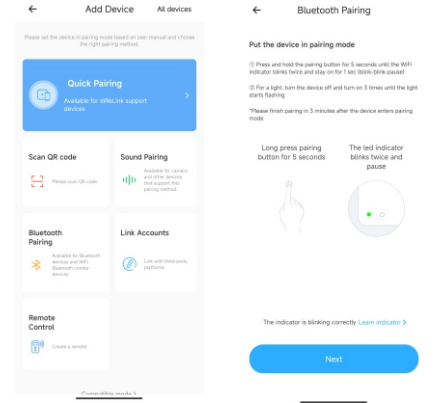 Add Device
All devices
Please set the device in pairing mode based on user manual and choose
the right pairing method.
Quick Pairing
Available for eWeLink support
devices
Scan QR code
Please scan QR code
Sound Pairing
Available for camera
and other devices
that support this
pairing method.
Bluetooth
Pairing
Available for Bluetooth
devices and WiFi
Bluetooth combo
devices
Link Accounts
Link with third-party
platforms
Remote
Control
Create a remote.
Compatible mode >
Bluetooth Pairing
Put the device in pairing mode
① Press and hold the pairing button for 5 seconds until the WiFi
indicator blinks twice and stay on for 1 sec (blink-blink-pause)
② For a light, turn the device off and turn on 3 times until the light
starts flashing
*Please finish pairing in 3 minutes after the device enters pairing
mode
Long press pairing
button for 5 seconds
The led indicator
blinks twice and
pause
The indicator is blinking correctly Learn indicator >
Next